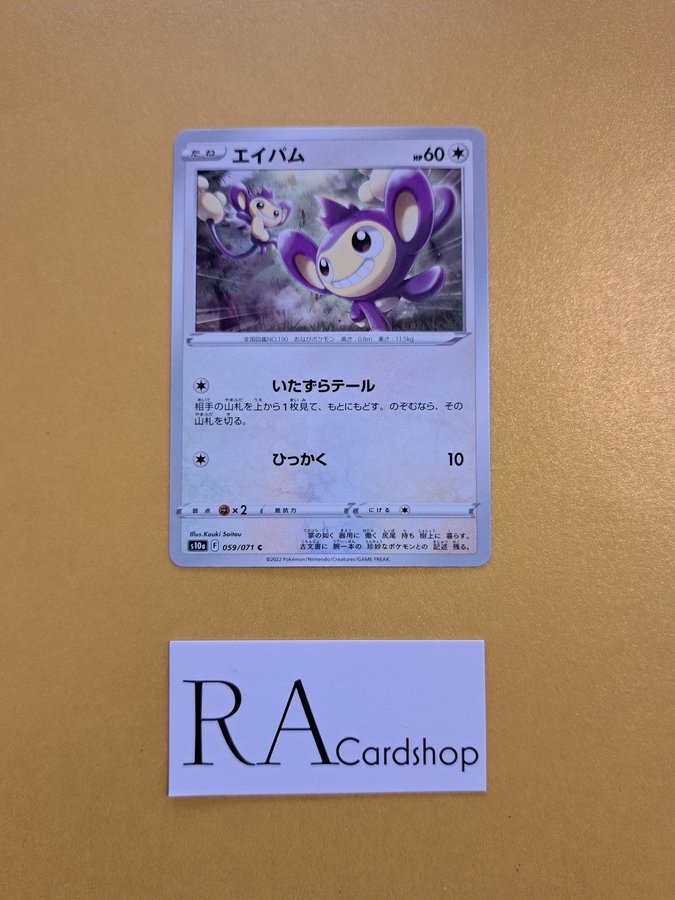 たね エイパム HP60
全国図鑑NO.190 おながポケモン 高さ:0.8m 重さ:11.5kg
いたずらテール
相手の山札を上から1枚見て、もとにもどす。のぞむなら、その
山札を切る。
ひっかく 10
弱点 ×2 抵抗力 にげる
Illus.Kouki Saitou
掌の如く 器用に 働く 尻尾 持ち 樹上に 暮らす。
古文書に 腕一本の 珍妙なポケモンとの 記述 残る。
s10a F 059/071 C
©2022 Pokémon/Nintendo/Creatures/GAME FREAK.
RA Cardshop